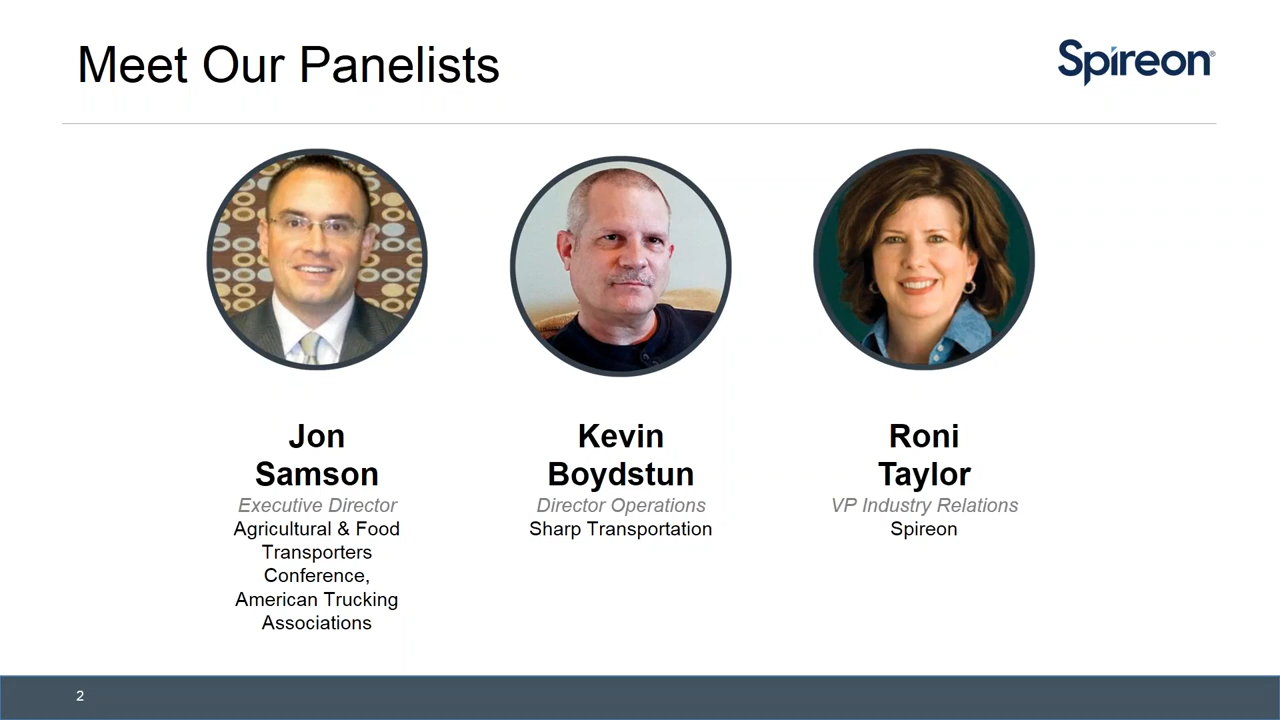 Meet Our Panelists
Spireon®
Jon
Samson
Executive Director
Agricultural & Food
Transporters
Conference,
American Trucking
Associations
Kevin
Boydstun
Director Operations
Sharp Transportation
Roni
Taylor
VP Industry Relations
Spireon
2